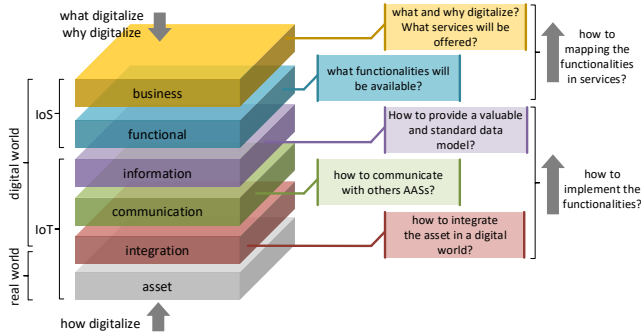 what digitalize
why digitalize
what and why digitalize?
What services will be
offered?
how to
mapping the
functionalities
in services?
what functionalities will
be available?
business
IoS
functional
How to provide a valuable
and standard data
model?
digital world
information
how to communicate
with others AASs?
how to
implement the
functionalities?
communication
IoT
integration
how to integrate
the asset in a digital
world?
real world
asset
how digitalize